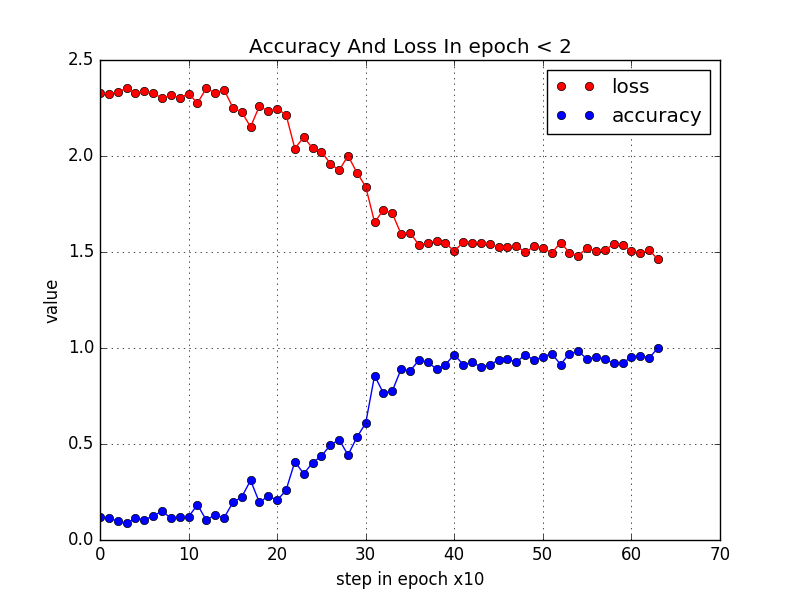 Accuracy And Loss In epoch < 2
2.5
loss
accuracy
2.0
1.5
value
1.0
0.5
0.0
0 10 20 30 40 50 60 70
step in epoch x10